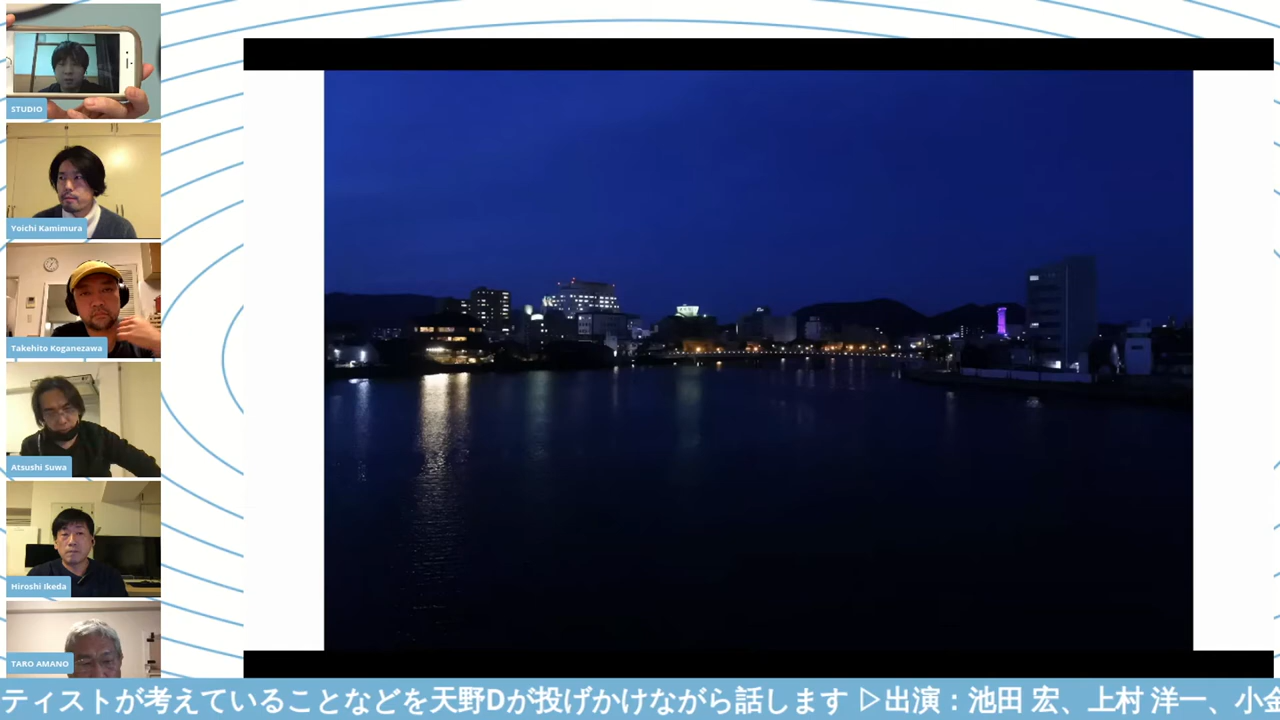 STUDIO
Yoichi Kamimura
Takehito Koganezawa
Atsushi Suwa
Hiroshi Ikeda
TARO AMANO
ティストが考えていることなどを天野Dが投げかけながら話します ▷出演：池田 宏、上村 洋一、小金